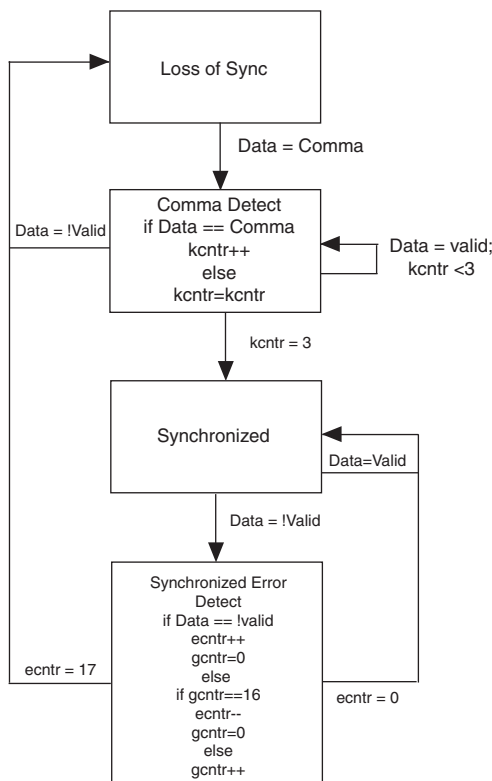 Loss of Sync
Data = Comma
Comma Detect
if Data == Comma
kcntr++
else
kcntr=kcntr
Data = !Valid
Data = valid;
kcntr <3
kcntr = 3
Synchronized
Data=Valid
Data = !Valid
Synchronized Error
Detect
if Data == !valid
ecntr++
gcntr=0
else
if gcntr==16
ecntr--
gcntr=0
else
gcntr++
ecntr = 17
ecntr = 0